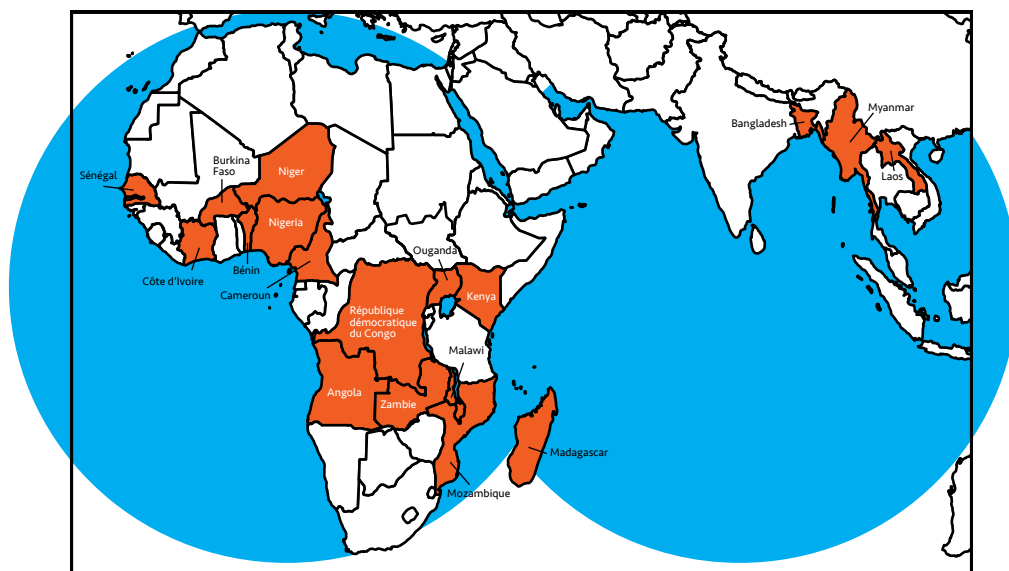 Sénégal
Burkina
Faso
Niger
Nigeria
Côte d’Ivoire
Bénin
Cameroun
Ouganda
Kenya
République
démocratique
du Congo
Malawi
Angola
Zambie
Madagascar
Mozambique
Bangladesh
Myanmar
Laos